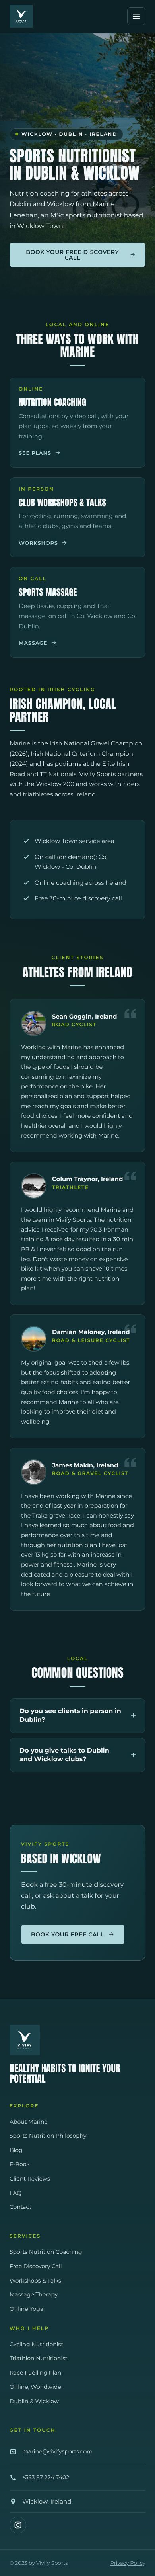 VIVIFY
WICKLOW · DUBLIN · IRELAND
SPORTS NUTRITIONIST
IN DUBLIN & WICKLOW
Nutrition coaching for athletes across
Dublin and Wicklow from Marine
Lenehan, an MSc sports nutritionist based
in Wicklow Town.
BOOK YOUR FREE DISCOVERY
CALL
LOCAL AND ONLINE
THREE WAYS TO WORK WITH
MARINE
ONLINE
NUTRITION COACHING
Consultations by video call, with your
plan updated weekly from your
training.
SEE PLANS
IN PERSON
CLUB WORKSHOPS & TALKS
For cycling, running, swimming and
athletic clubs, gyms and teams.
WORKSHOPS
ON CALL
SPORTS MASSAGE
Deep tissue, cupping and Thai
massage, on call in Co. Wicklow and Co.
Dublin.
MASSAGE
ROOTED IN IRISH CYCLING
IRISH CHAMPION, LOCAL
PARTNER
Marine is the Irish National Gravel Champion
(2026), Irish National Criterium Champion
(2024) and has podiumed at the Elite Irish
Road and TT Nationals. Vivify Sports partners
with the Wicklow 200 and works with riders
and triathletes across Ireland.
Wicklow Town service area
On call (on demand): Co.
Wicklow - Co. Dublin
Online coaching across Ireland
Free 30-minute discovery call
CLIENT STORIES
ATHLETES FROM IRELAND
Sean Goggin, Ireland
ROAD CYCLIST
Working with Marine has enhanced
my understanding and approach to
the type of foods I should be
consuming to maximize my
performance on the bike. Her
personalized plan and support helped
me reach my goals and make better
food choices. I feel more confident and
healthier overall and would highly
recommend working with Marine.
Colum Traynor, Ireland
TRIATHLETE
I would highly recommend Marine and
the team in Vivify Sports. The nutrition
advice I received for my 70.3 Ironman
training & race day resulted in a 30 min
PB & I never felt so good on the run
leg. Don't waste money on expensive
bike kit when you can shave 10 times
more time with the right nutrition
plan!
Damian Maloney, Ireland
ROAD & LEISURE CYCLIST
My original goal was to shed a few lbs,
but the focus shifted to adopting
better eating habits and eating better
quality food choices. I'm happy to
recommend Marine to all who are
looking to improve their diet and
wellbeing!
James Makin, Ireland
ROAD & GRAVEL CYCLIST
I have been working with Marine since
the end of last year in preparation for
the Traka gravel race. I can honestly say
I have learned so much about food and
performance over this time and
through her nutrition plan I have lost
over 13 kg so far with an increase in
power and fitness . Marine is very
dedicated and a pleasure to deal with I
look forward to what we can achieve in
the future
LOCAL
COMMON QUESTIONS
Do you see clients in person in
Dublin?
Do you give talks to Dublin
and Wicklow clubs?
VIVIFY SPORTS
BASED IN WICKLOW
Book a free 30-minute discovery
call, or ask about a talk for your
club.
BOOK YOUR FREE CALL
VIVIFY
HEALTHY HABITS TO IGNITE YOUR
POTENTIAL
EXPLORE
About Marine
Sports Nutrition Philosophy
Blog
E-Book
Client Reviews
FAQ
Contact
SERVICES
Sports Nutrition Coaching
Free Discovery Call
Workshops & Talks
Massage Therapy
Online Yoga
WHO I HELP
Cycling Nutritionist
Triathlon Nutritionist
Race Fuelling Plan
Online, Worldwide
Dublin & Wicklow
GET IN TOUCH
marine@vivifysports.com
+353 87 224 7402
Wicklow, Ireland
© 2023 by Vivify Sports
Privacy Policy